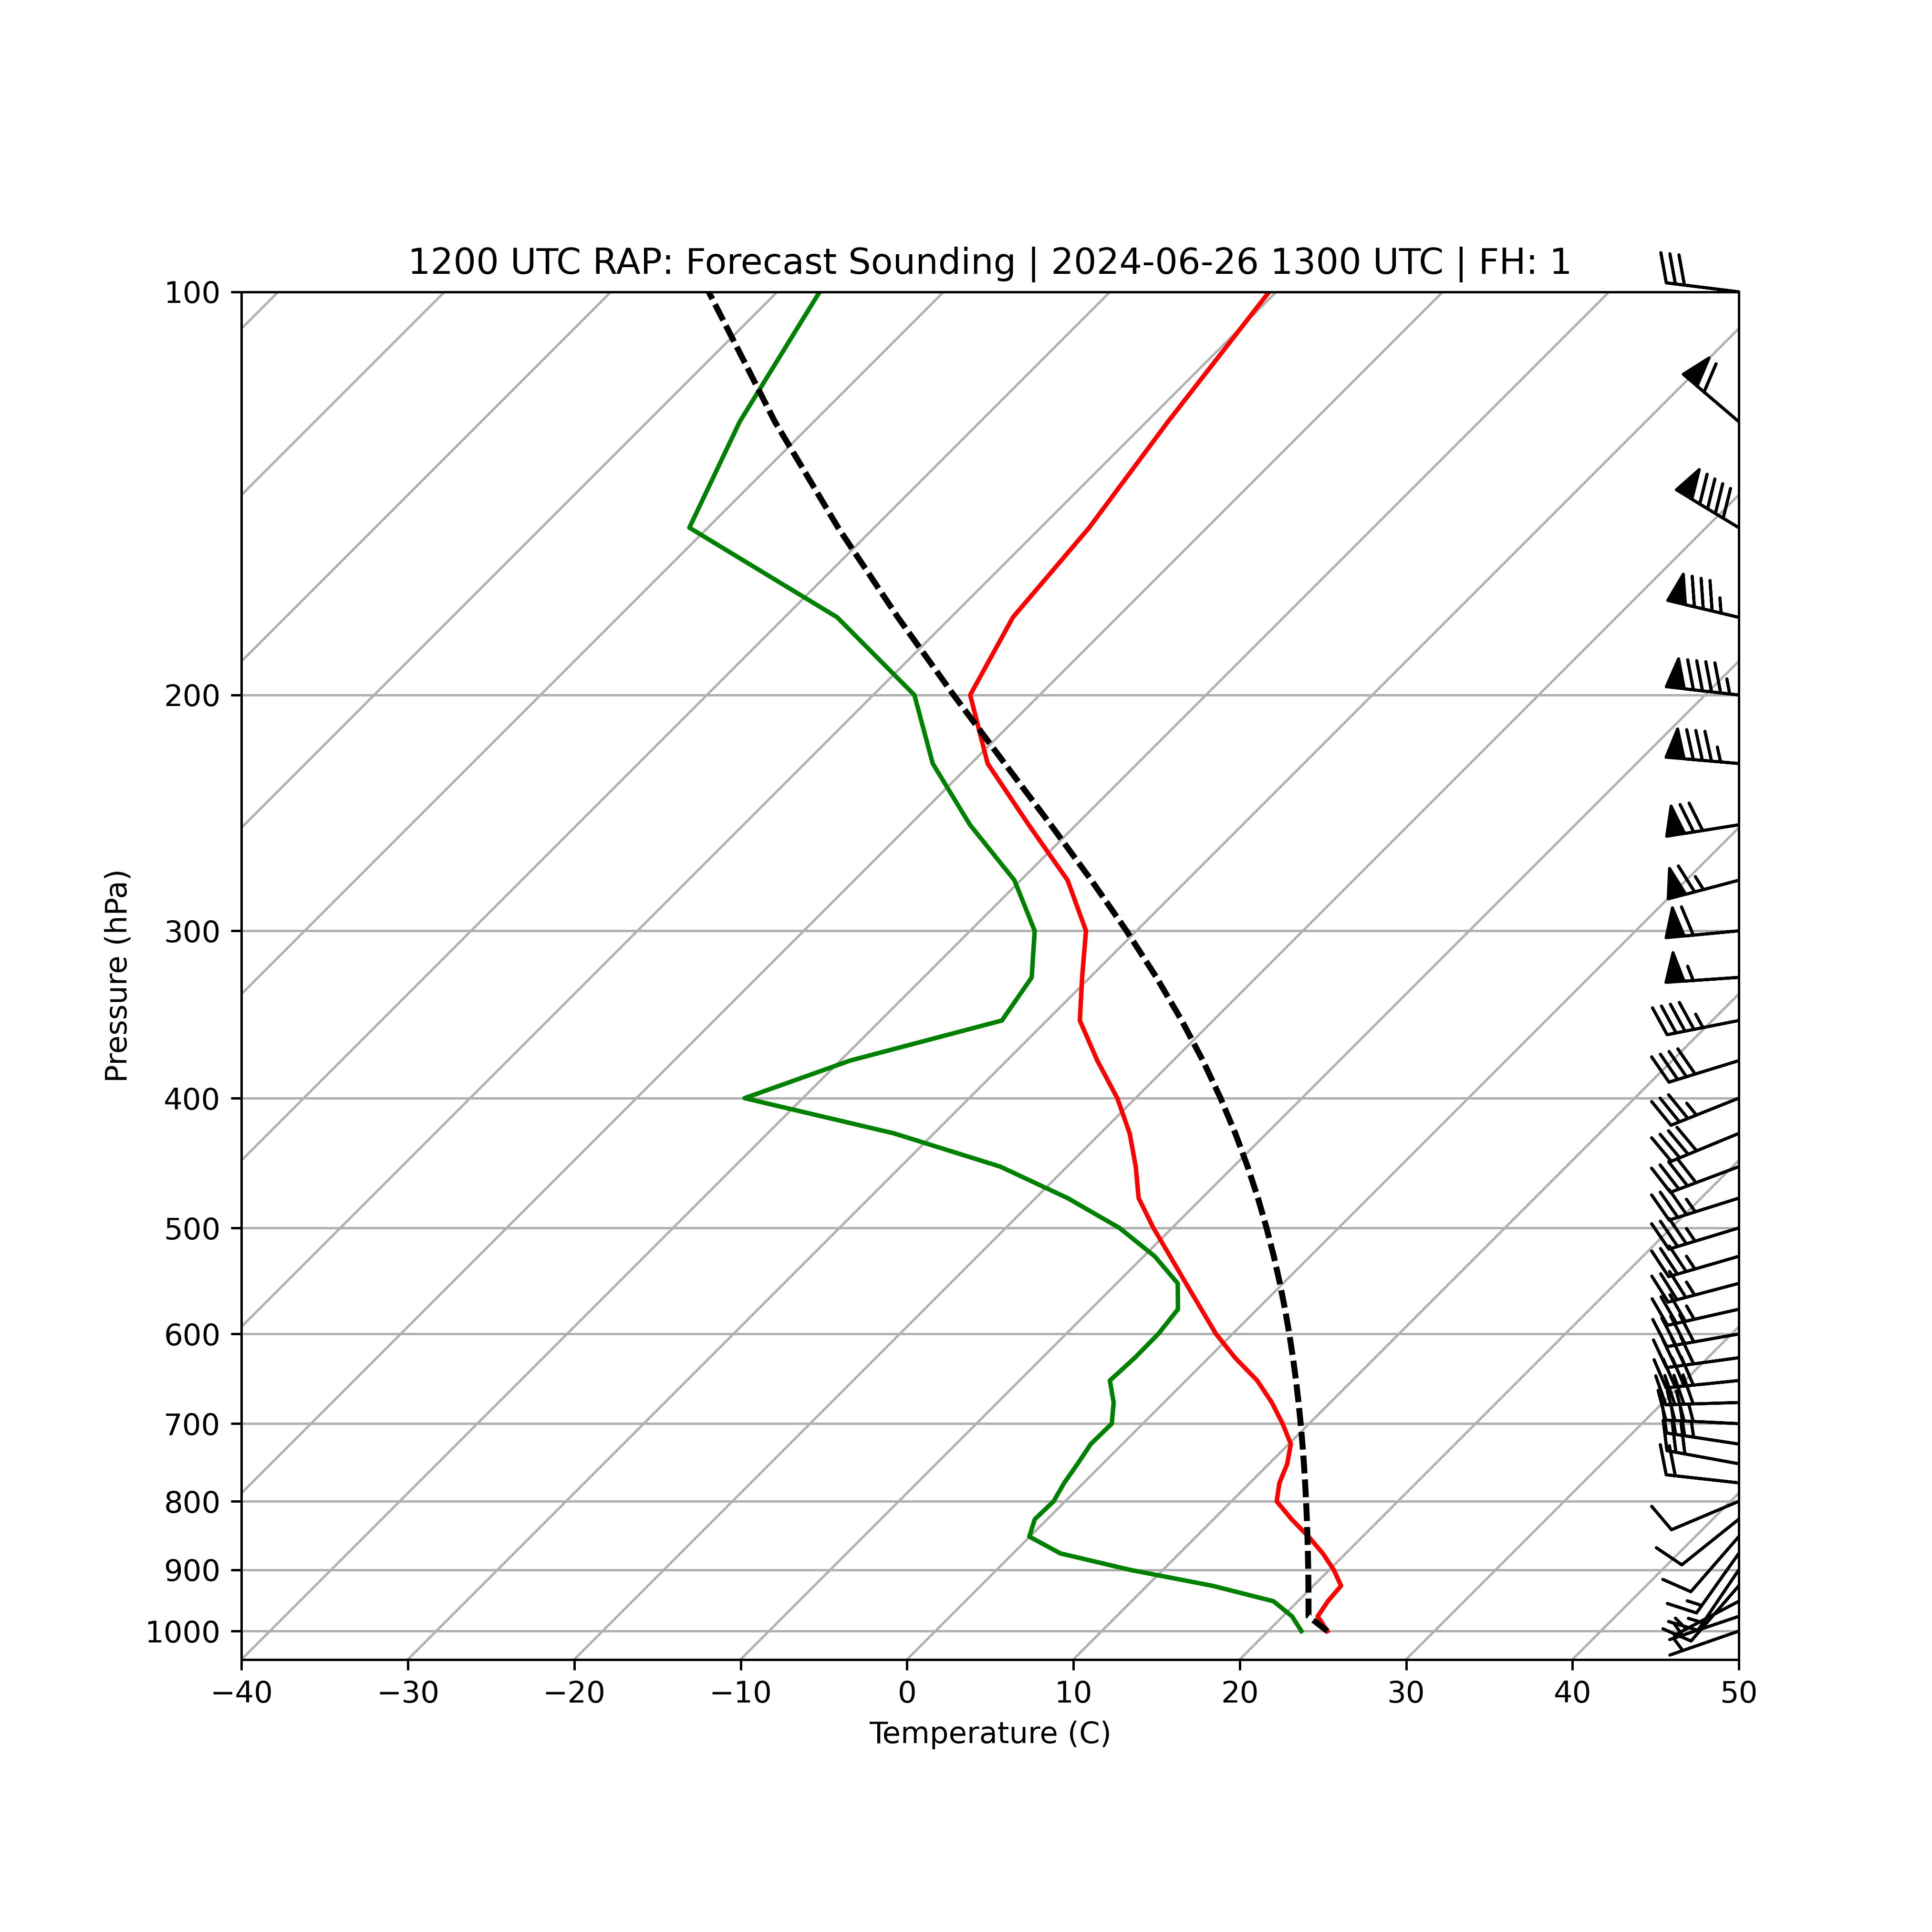 1200 UTC RAP: Forecast Sounding | 2024-06-26 1300 UTC | FH: 1
100
200
300
400
500
600
700
800
900
1000
Pressure (hPa)
−40 −30 −20 −10 0 10 20 30 40 50
Temperature (C)